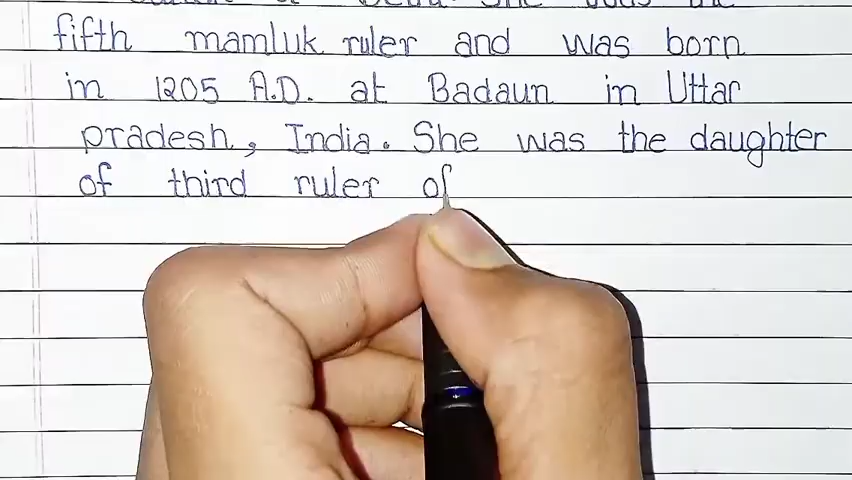 fifth mamluk ruler and was born
in 1205 A.D. at Badaun in Uttar
pradesh, India. She was the daughter
of third ruler of